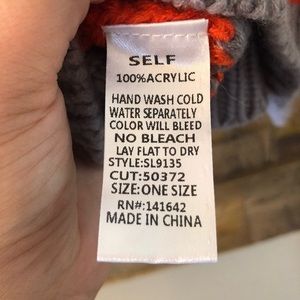 SELF
100%ACRYLIC
HAND WASH COLD
WATER SEPARATELY
COLOR WILL BLEED
NO BLEACH
LAY FLAT TO DRY
STYLE:SL9135
CUT:50372
SIZE:ONE SIZE
RN#:141642
MADE IN CHINA